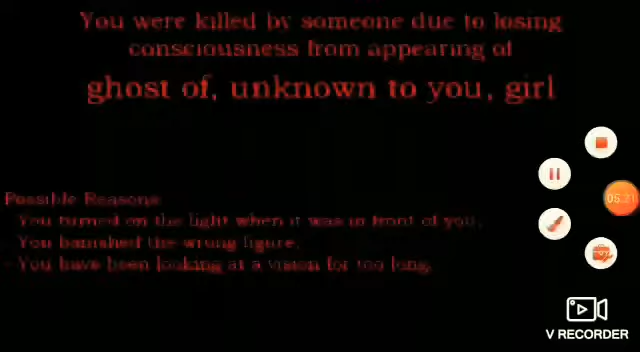 You were killed by someone due to losing
consciousness from appearing of
ghost of, unknown to you, girl
Possible Reasons:
- You turned on the light when it was in front of you.
- You banished the wrong figure.
- You have been looking at a vision for too long.
05:21
V RECORDER